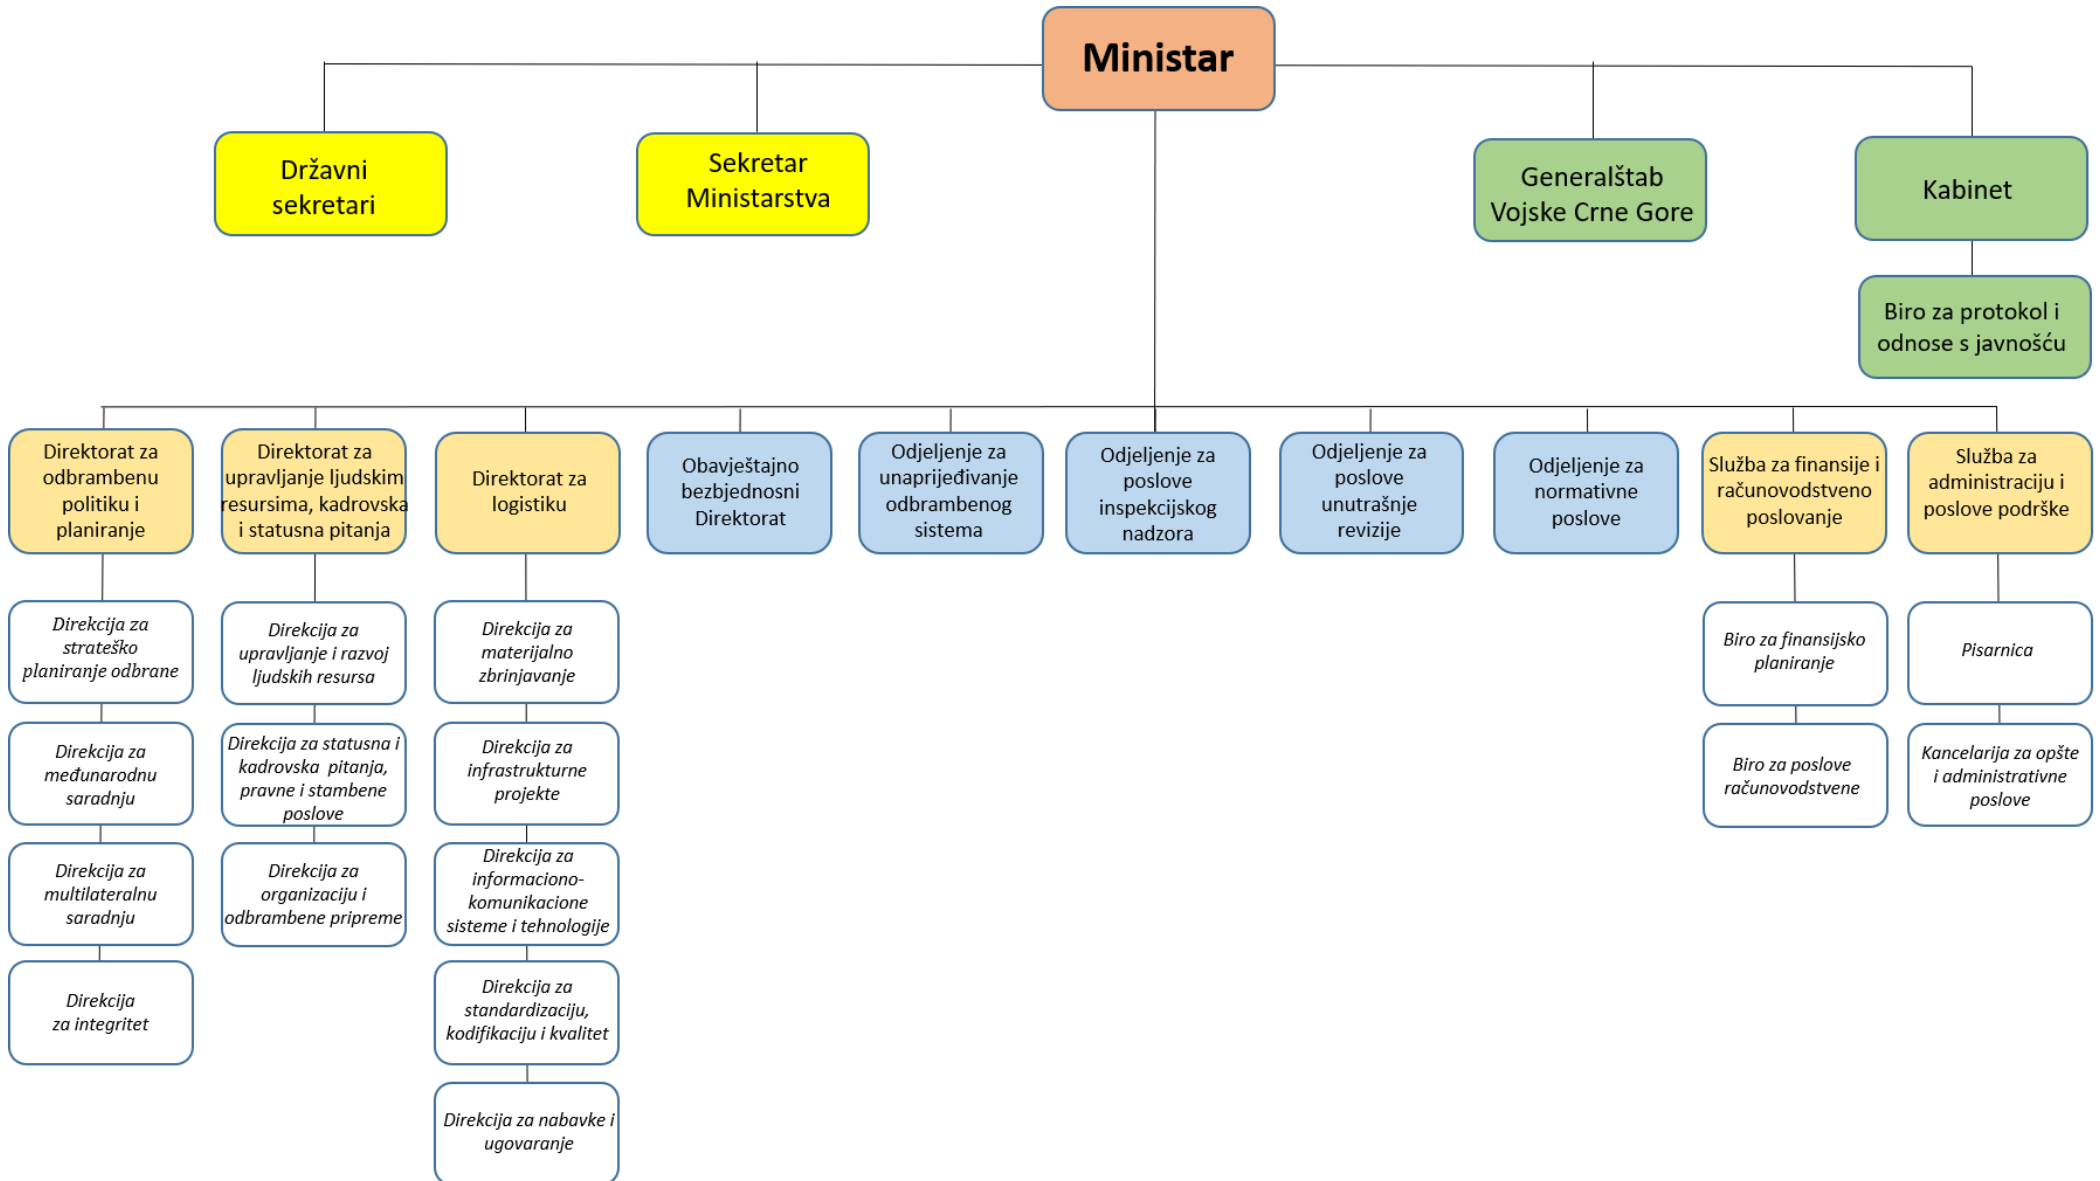 Ministar
Državni
sekretari
Sekretar
Ministarstva
Generalštab
Vojske Crne Gore
Kabinet
Biro za protokol i
odnose s javnošću
Direktorat za
odbrambenu
politiku i
planiranje
Direktorat za
upravljanje ljudskim
resursima, kadrovska
i statusna pitanja
Direktorat za
logistiku
Obavještajno
bezbjednosni
Direktorat
Odjeljenje za
unaprijeđivanje
odbrambenog
sistema
Odjeljenje za
poslove
inspekcijskog
nadzora
Odjeljenje za
poslove
unutrašnje
revizije
Odjeljenje za
normativne
poslove
Služba za finansije i
računovodstveno
poslovanje
Služba za
administraciju i
poslove podrške
Direkcija za
strateško
planiranje odbrane
Direkcija za
međunarodnu
saradnju
Direkcija za
multilateralnu
saradnju
Direkcija
za integritet
Direkcija za
upravljanje i razvoj
ljudskih resursa
Direkcija za statusna i
kadrovska pitanja,
pravne i stambene
poslove
Direkcija za
organizaciju i
odbrambene pripreme
Direkcija za
materijalno
zbrinjavanje
Direkcija za
infrastrukturne
projekte
Direkcija za
informaciono-
komunikacione
sisteme i tehnologije
Direkcija za
standardizaciju,
kodifikaciju i kvalitet
Direkcija za nabavke i
ugovaranje
Biro za finansijsko
planiranje
Biro za poslove
računovodstvene
Pisarnica
Kancelarija za opšte
i administrativne
poslove